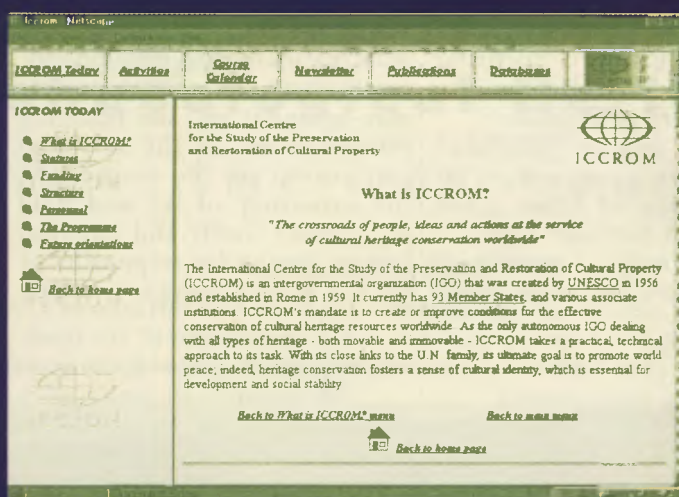 Iccrom Netscape
ICCROM Today
Activities
Course
Calendar
Newsletter
Publications
Databases
ICCROM TODAY
What is ICCROM?
Statutes
Funding
Structure
Personnel
The Programme
Future orientations
Back to home page
International Centre
for the Study of the Preservation
and Restoration of Cultural Property
ICCROM
What is ICCROM?
"The crossroads of people, ideas and actions at the service
of cultural heritage conservation worldwide"
The International Centre for the Study of the Preservation and Restoration of Cultural Property
(ICCROM) is an intergovernmental organization (IGO) that was created by UNESCO in 1956
and established in Rome in 1959 It currently has 93 Member States, and various associate
institutions. ICCROM's mandate is to create or improve conditions for the effective
conservation of cultural heritage resources worldwide As the only autonomous IGO dealing
with all types of heritage - both movable and immovable - ICCROM takes a practical, technical
approach to its task. With its close links to the U.N. family, its ultimate goal is to promote world
peace, indeed, heritage conservation fosters a sense of cultural identity, which is essential for
development and social stability
Back to What is ICCROM? menu
Back to main menu
Back to home page